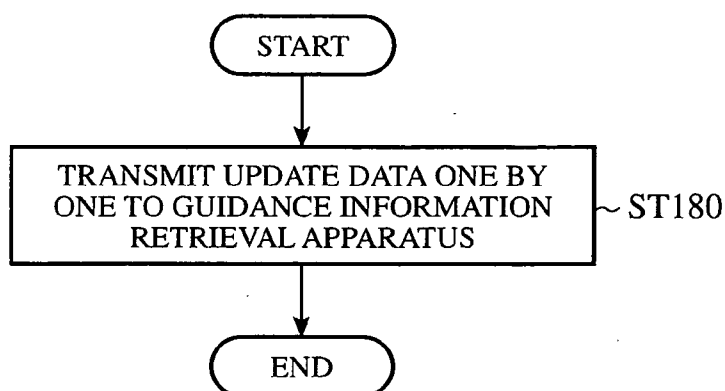 START
TRANSMIT UPDATE DATA ONE BY
ONE TO GUIDANCE INFORMATION
RETRIEVAL APPARATUS
~ ST180
END